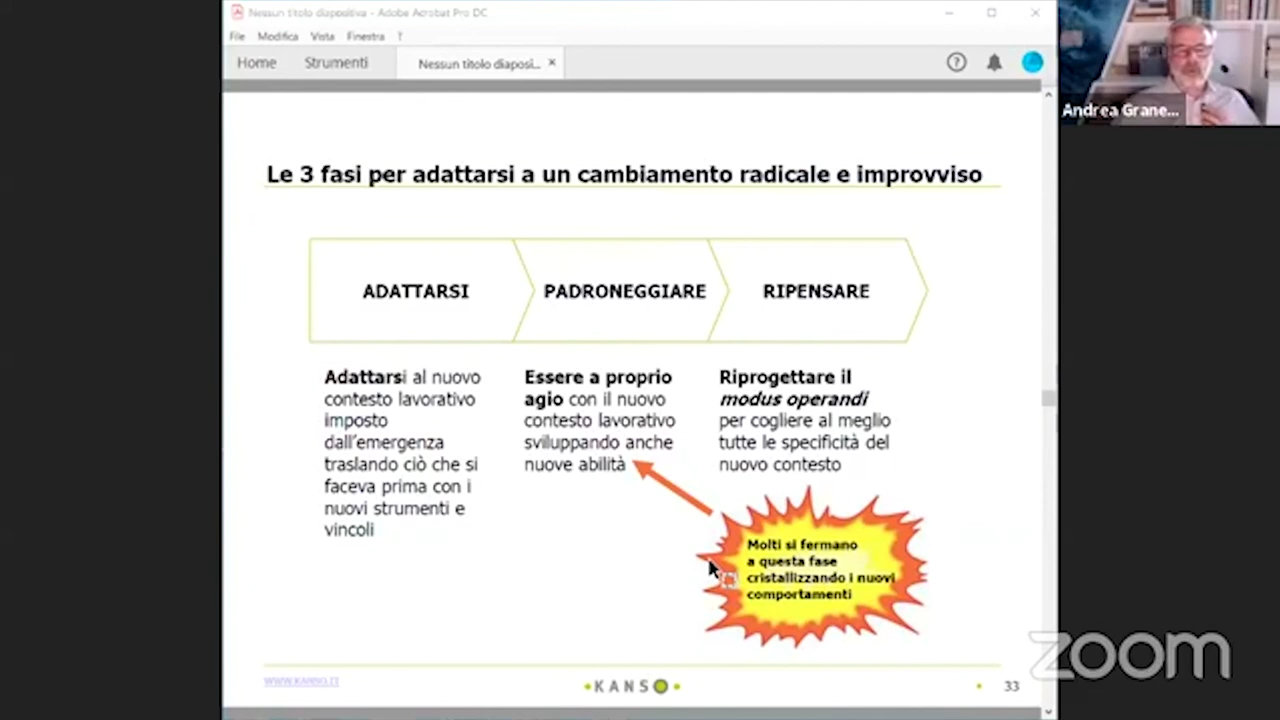 Nessun titolo diapositiva - Adobe Acrobat Pro DC
File Modifica Vista Finestra ?
Home Strumenti Nessun titolo diaposi... ×
Andrea Grane...
Le 3 fasi per adattarsi a un cambiamento radicale e improvviso
ADATTARSI
PADRONEGGIARE
RIPENSARE
Adattarsi al nuovo
contesto lavorativo
imposto
dall'emergenza
traslando ciò che si
faceva prima con i
nuovi strumenti e
vincoli
Essere a proprio
agio con il nuovo
contesto lavorativo
sviluppando anche
nuove abilità
Riprogettare il
modus operandi
per cogliere al meglio
tutte le specificità del
nuovo contesto
Molti si fermano
a questa fase
cristallizzando i nuovi
comportamenti
WWW.KANSO.IT
KANSO
33
zoom